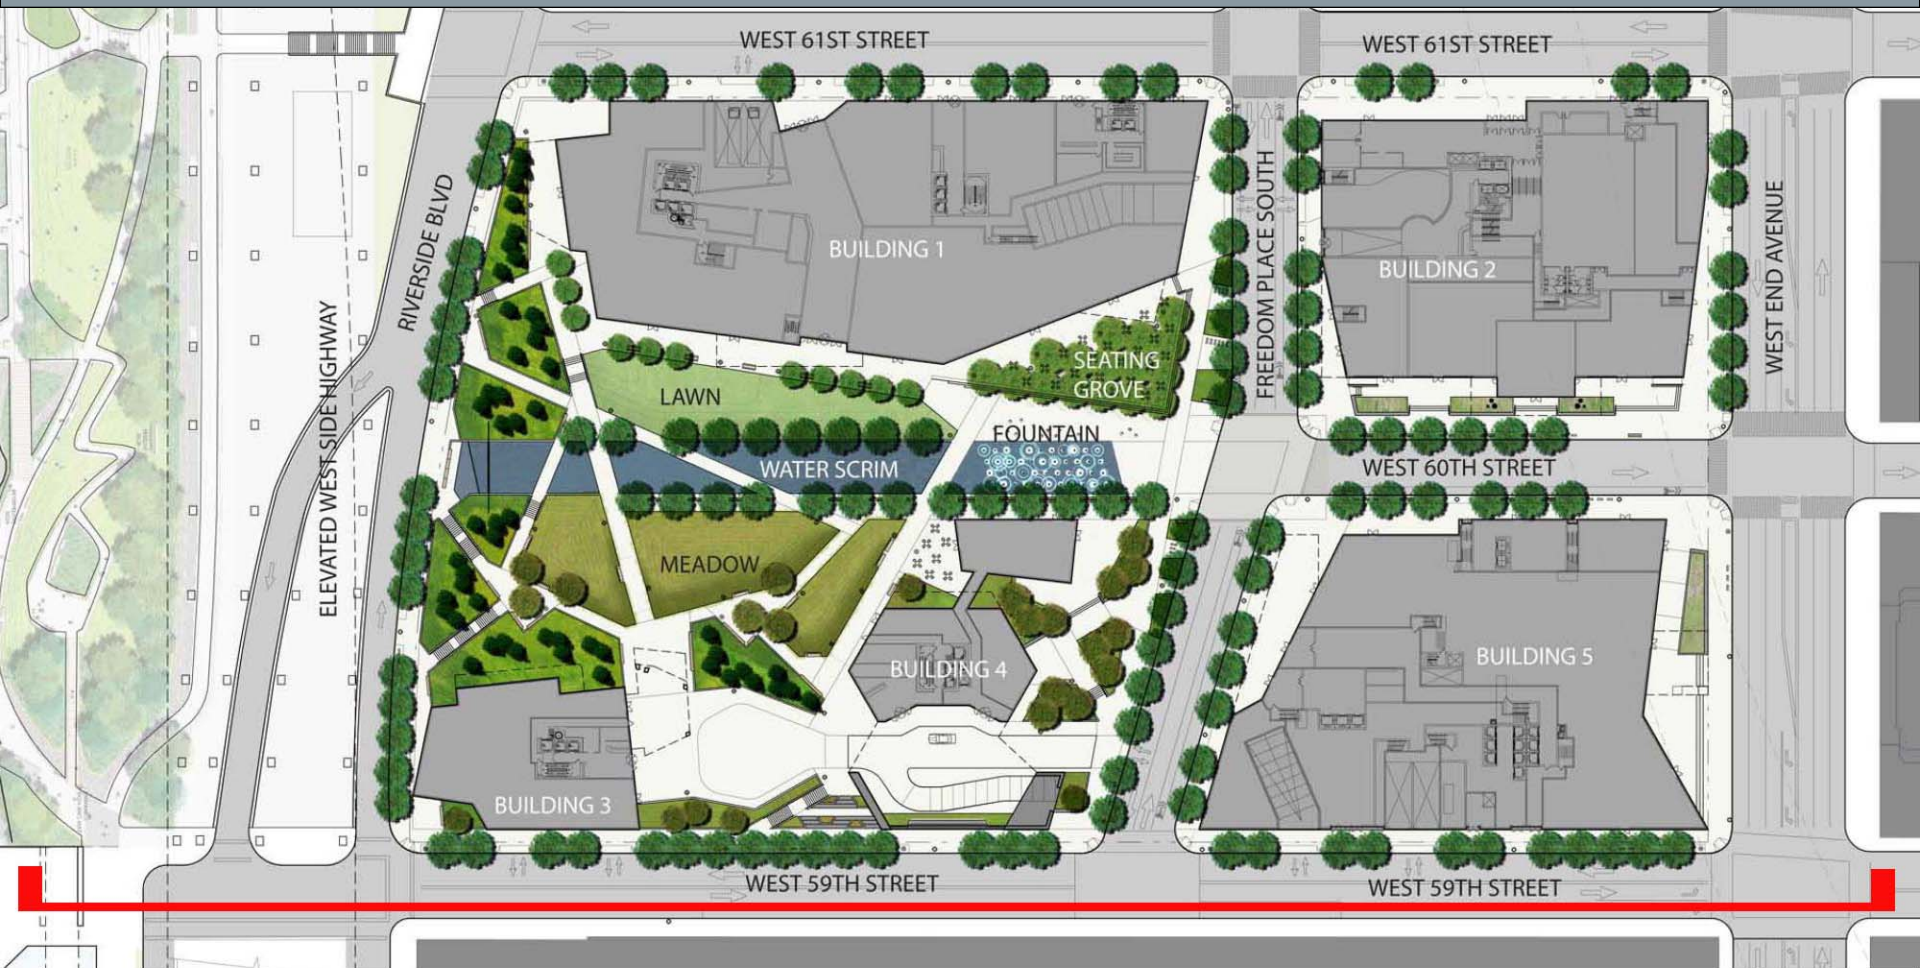 WEST 61ST STREET
WEST 61ST STREET
RIVERSIDE BLVD
FREEDOM PLACE SOUTH
WEST END AVENUE
BUILDING 1
BUILDING 2
ELEVATED WEST SIDE HIGHWAY
SEATING
GROVE
LAWN
FOUNTAIN
WATER SCRIM
WEST 60TH STREET
MEADOW
BUILDING 4
BUILDING 5
BUILDING 3
WEST 59TH STREET
WEST 59TH STREET